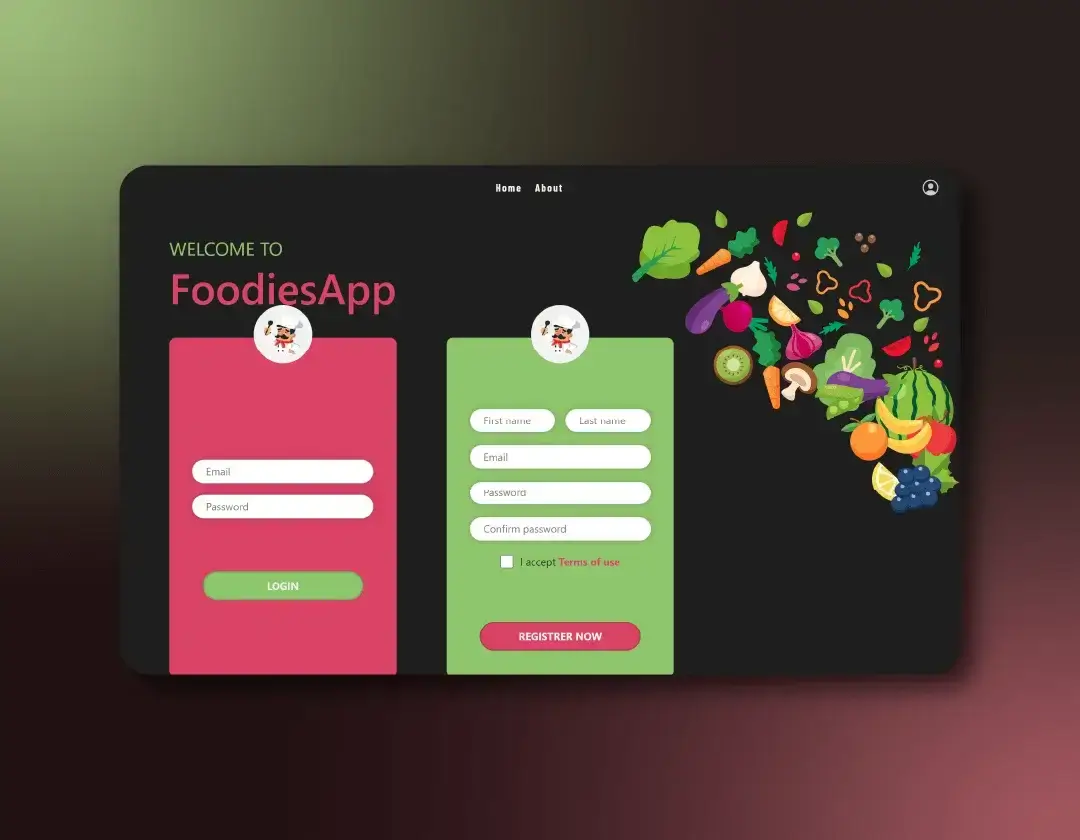 Home About
WELCOME TO
FoodiesApp
Email
Password
LOGIN
First name Last name
Email
Password
Confirm password
I accept Terms of use
REGISTRER NOW